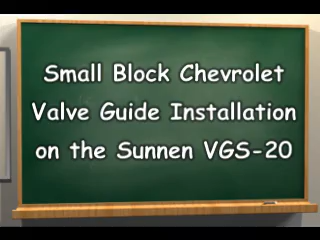 Small Block Chevrolet
Valve Guide Installation
on the Sunnen VGS-20